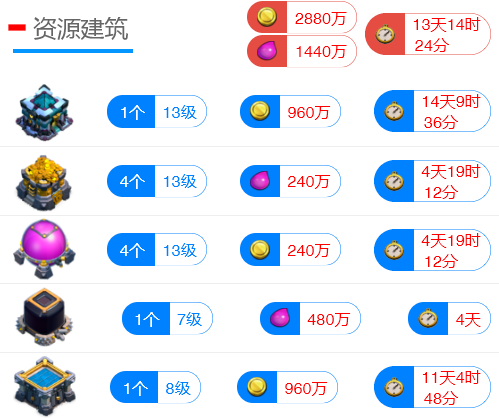 资源建筑
2880万
1440万
13天14时
24分
1个 13级 960万 14天9时
36分
4个 13级 240万 4天19时
12分
4个 13级 240万 4天19时
12分
1个 7级 480万 4天
1个 8级 960万 11天4时
48分